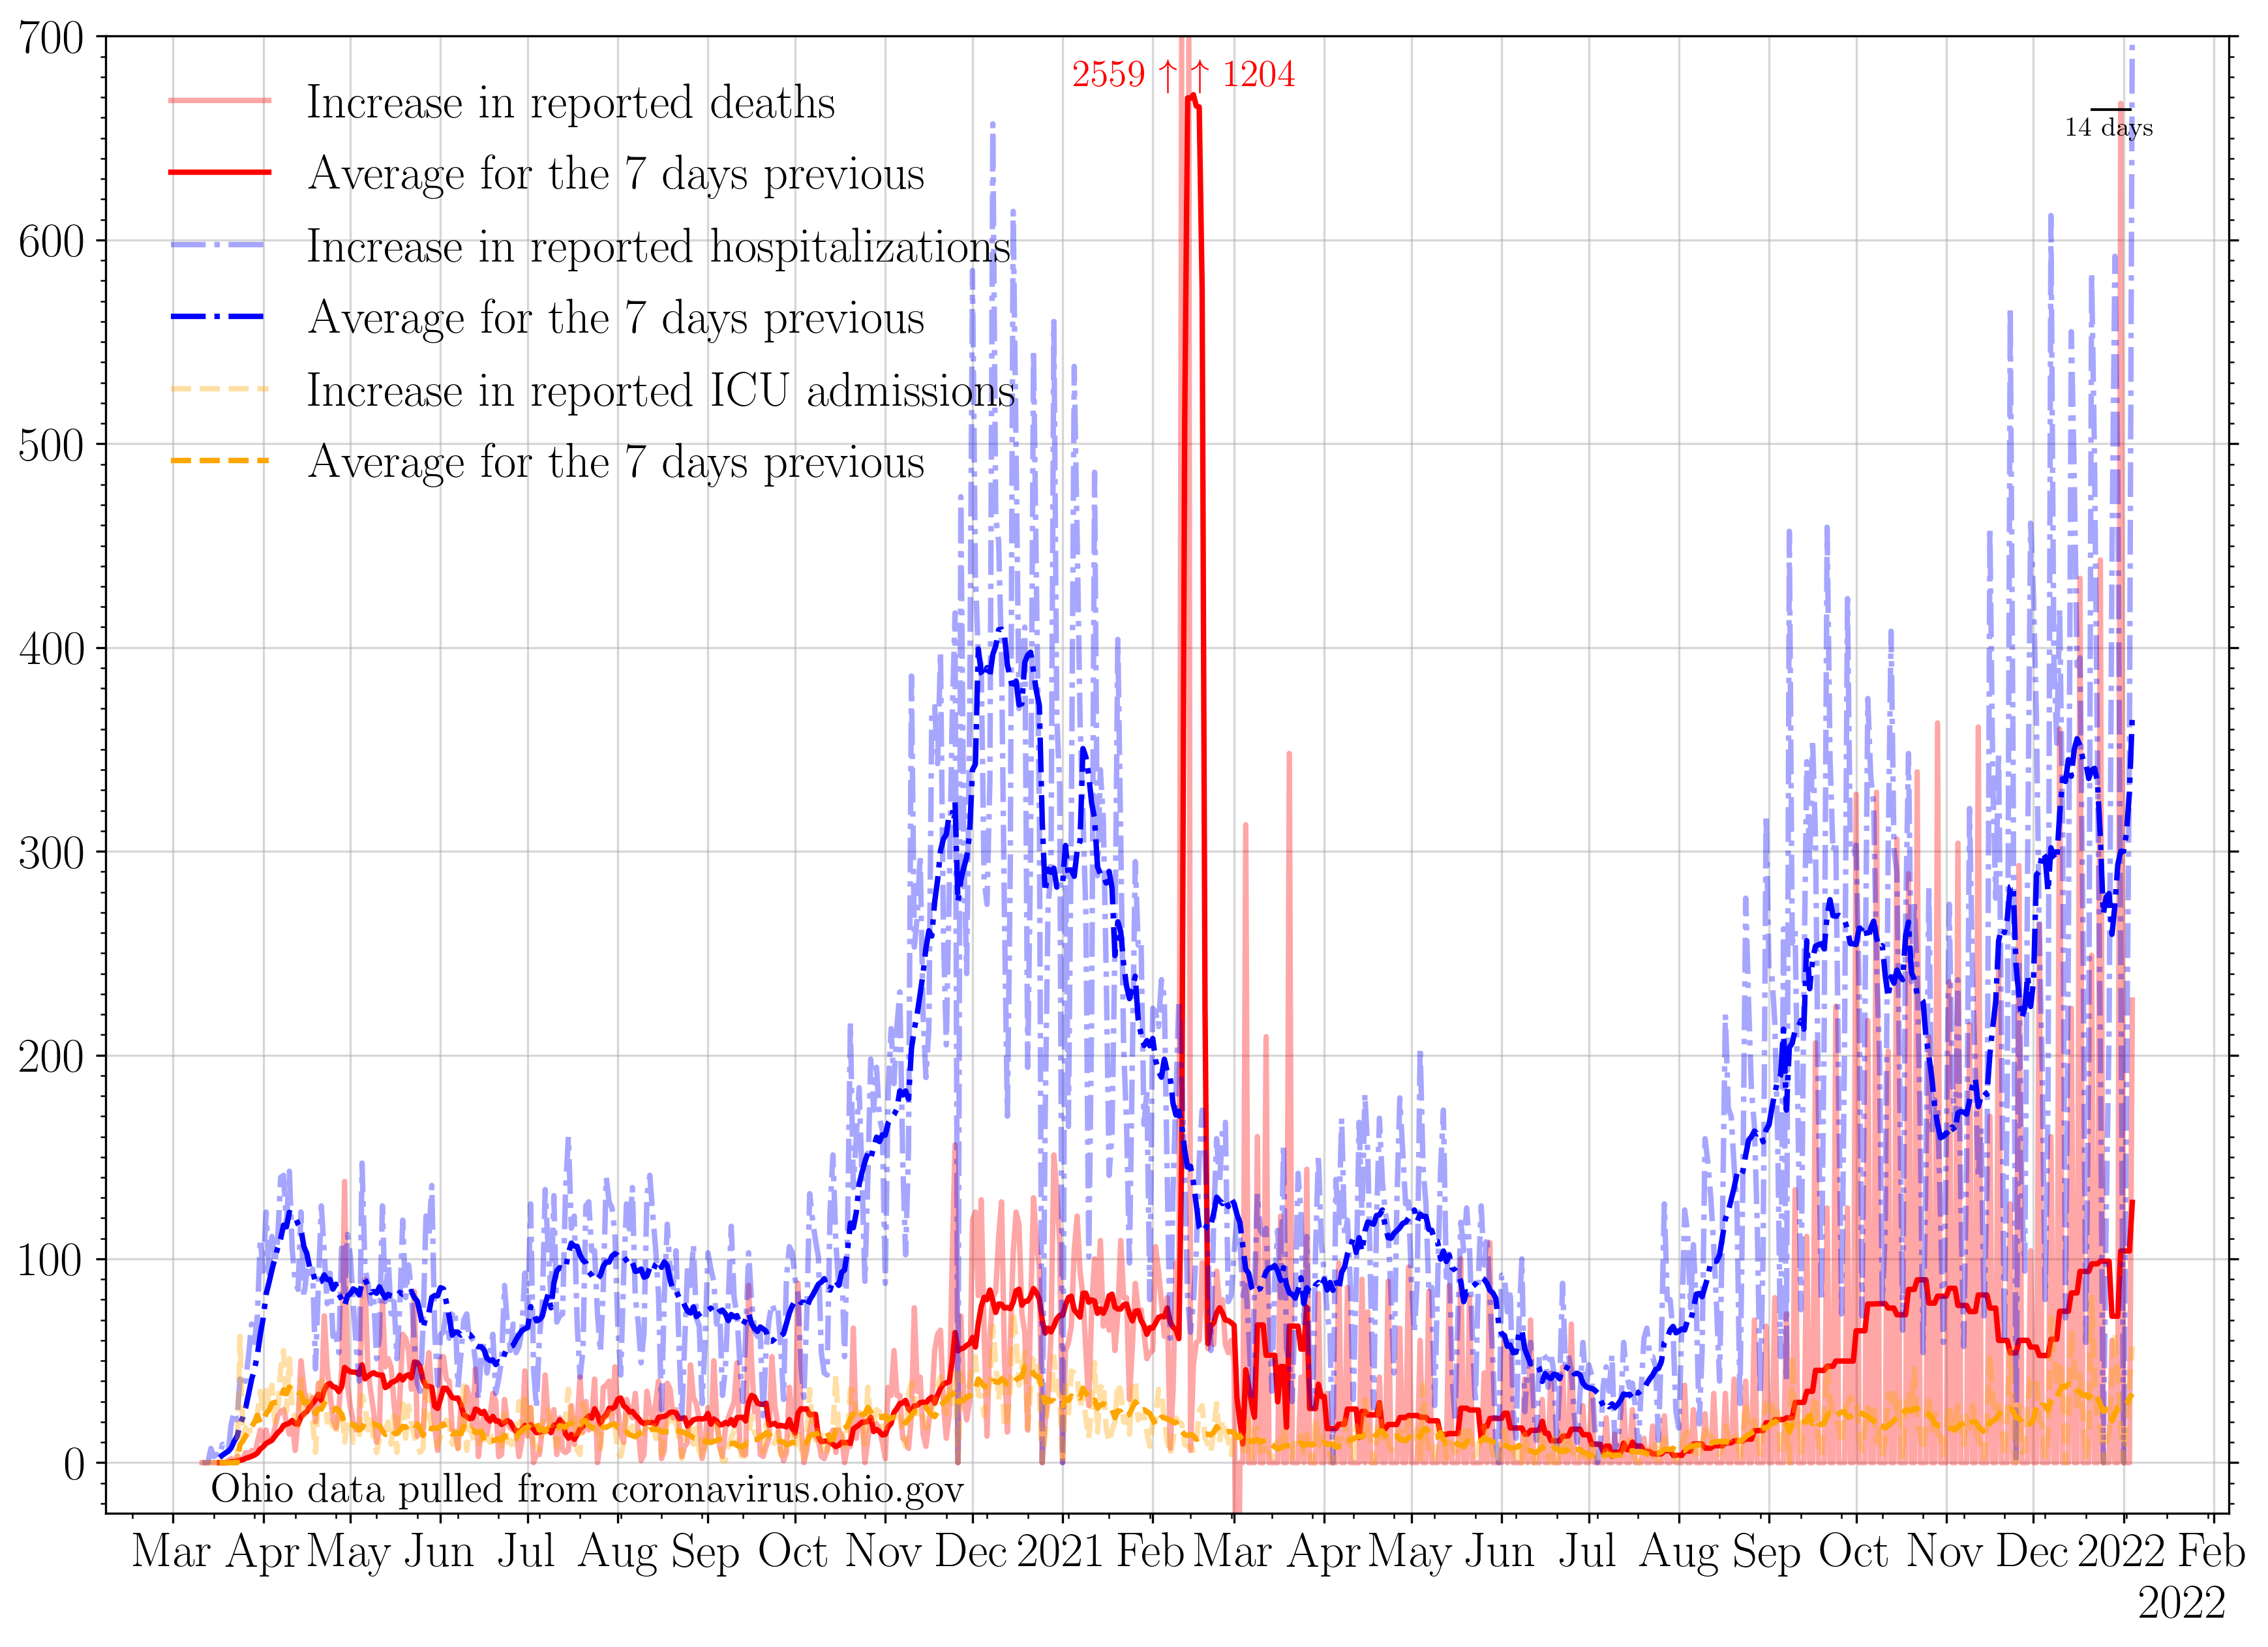 700
2559 ↑ ↑ 1204
Increase in reported deaths
14 days
Average for the 7 days previous
600
Increase in reported hospitalizations
Average for the 7 days previous
Increase in reported ICU admissions
500
Average for the 7 days previous
400
300
200
100
0
Ohio data pulled from coronavirus.ohio.gov
Mar Apr May Jun Jul Aug Sep Oct Nov Dec 2021 Feb Mar Apr May Jun Jul Aug Sep Oct Nov Dec 2022 Feb
2022